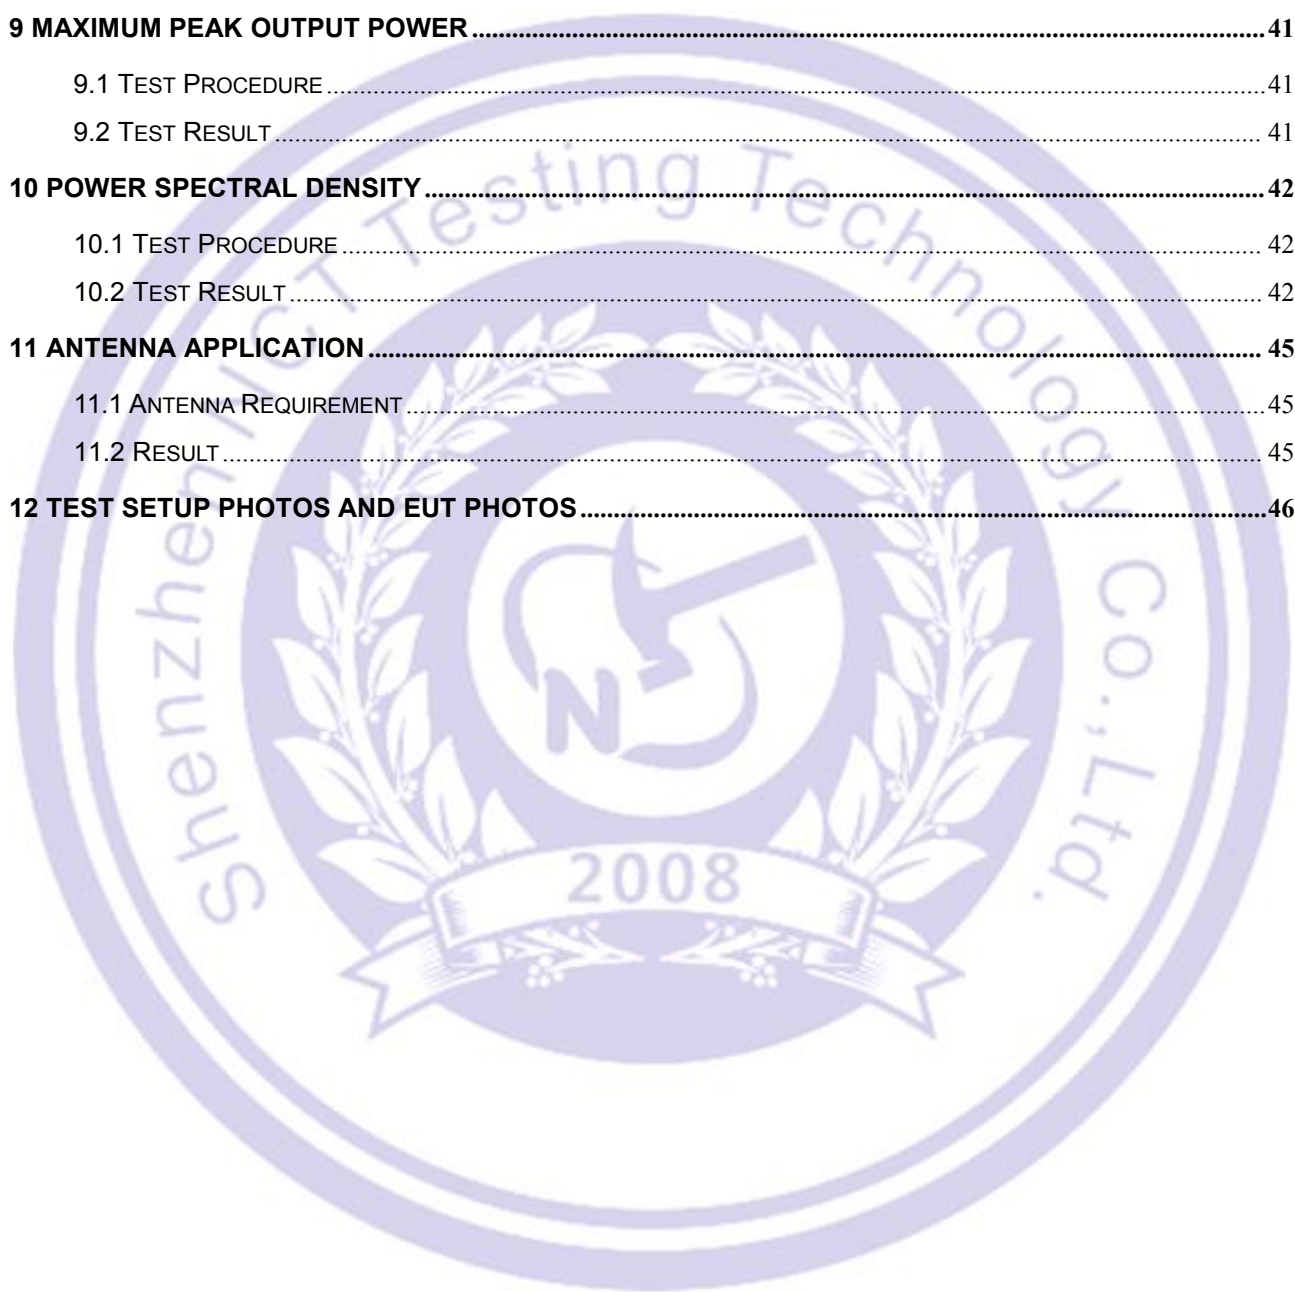 9 MAXIMUM PEAK OUTPUT POWER 41
9.1 TEST PROCEDURE 41
9.2 TEST RESULT 41
10 POWER SPECTRAL DENSITY 42
10.1 TEST PROCEDURE 42
10.2 TEST RESULT 42
11 ANTENNA APPLICATION 45
11.1 ANTENNA REQUIREMENT 45
11.2 RESULT 45
12 TEST SETUP PHOTOS AND EUT PHOTOS 46
Shenzhen NCT Testing Technology Co., Ltd.
N
2008